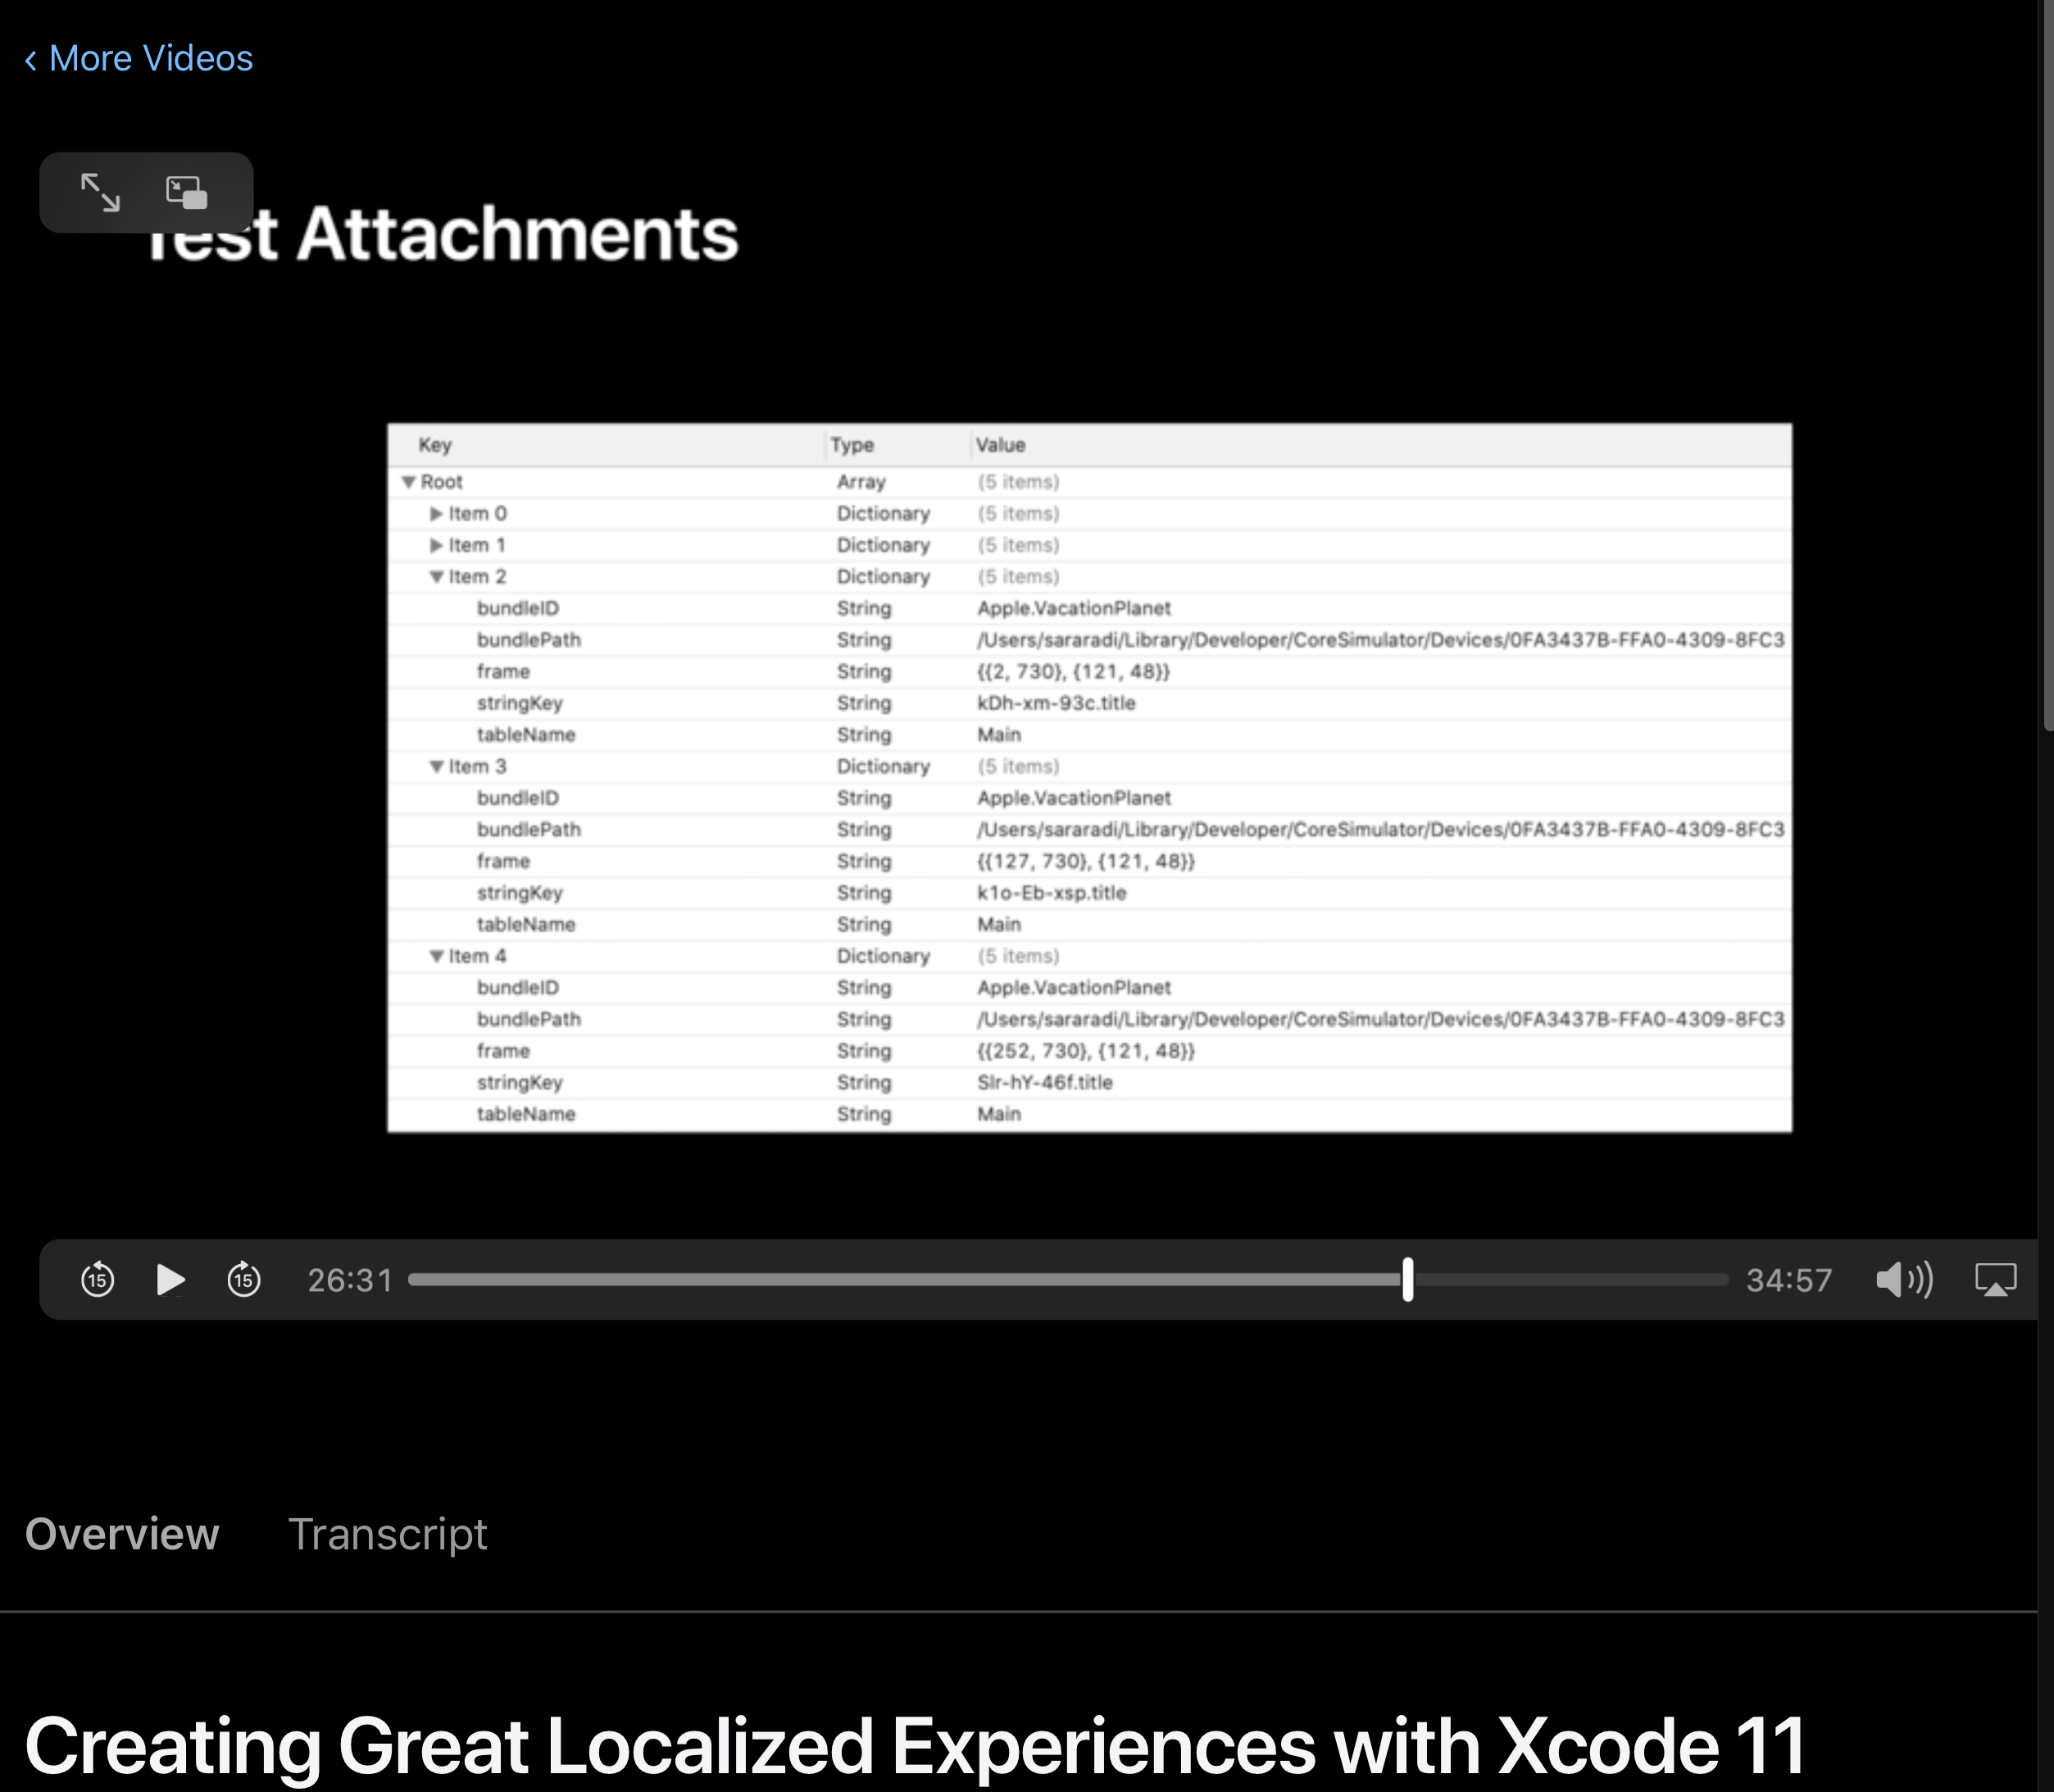 More Videos
Test Attachments
Key Type Value
Root Array (5 items)
Item 0 Dictionary (5 items)
Item 1 Dictionary (5 items)
Item 2 Dictionary (5 items)
bundleID String Apple.VacationPlanet
bundlePath String /Users/sararadi/Library/Developer/CoreSimulator/Devices/0FA3437B-FFA0-4309-8FC3
frame String {{2, 730}, {121, 48}}
stringKey String kDh-xm-93c.title
tableName String Main
Item 3 Dictionary (5 items)
bundleID String Apple.VacationPlanet
bundlePath String /Users/sararadi/Library/Developer/CoreSimulator/Devices/0FA3437B-FFA0-4309-8FC3
frame String {{127, 730}, {121, 48}}
stringKey String k1o-Eb-xsp.title
tableName String Main
Item 4 Dictionary (5 items)
bundleID String Apple.VacationPlanet
bundlePath String /Users/sararadi/Library/Developer/CoreSimulator/Devices/0FA3437B-FFA0-4309-8FC3
frame String {{252, 730}, {121, 48}}
stringKey String Slr-hY-46f.title
tableName String Main
15 15 26:31 34:57
Overview Transcript
Creating Great Localized Experiences with Xcode 11